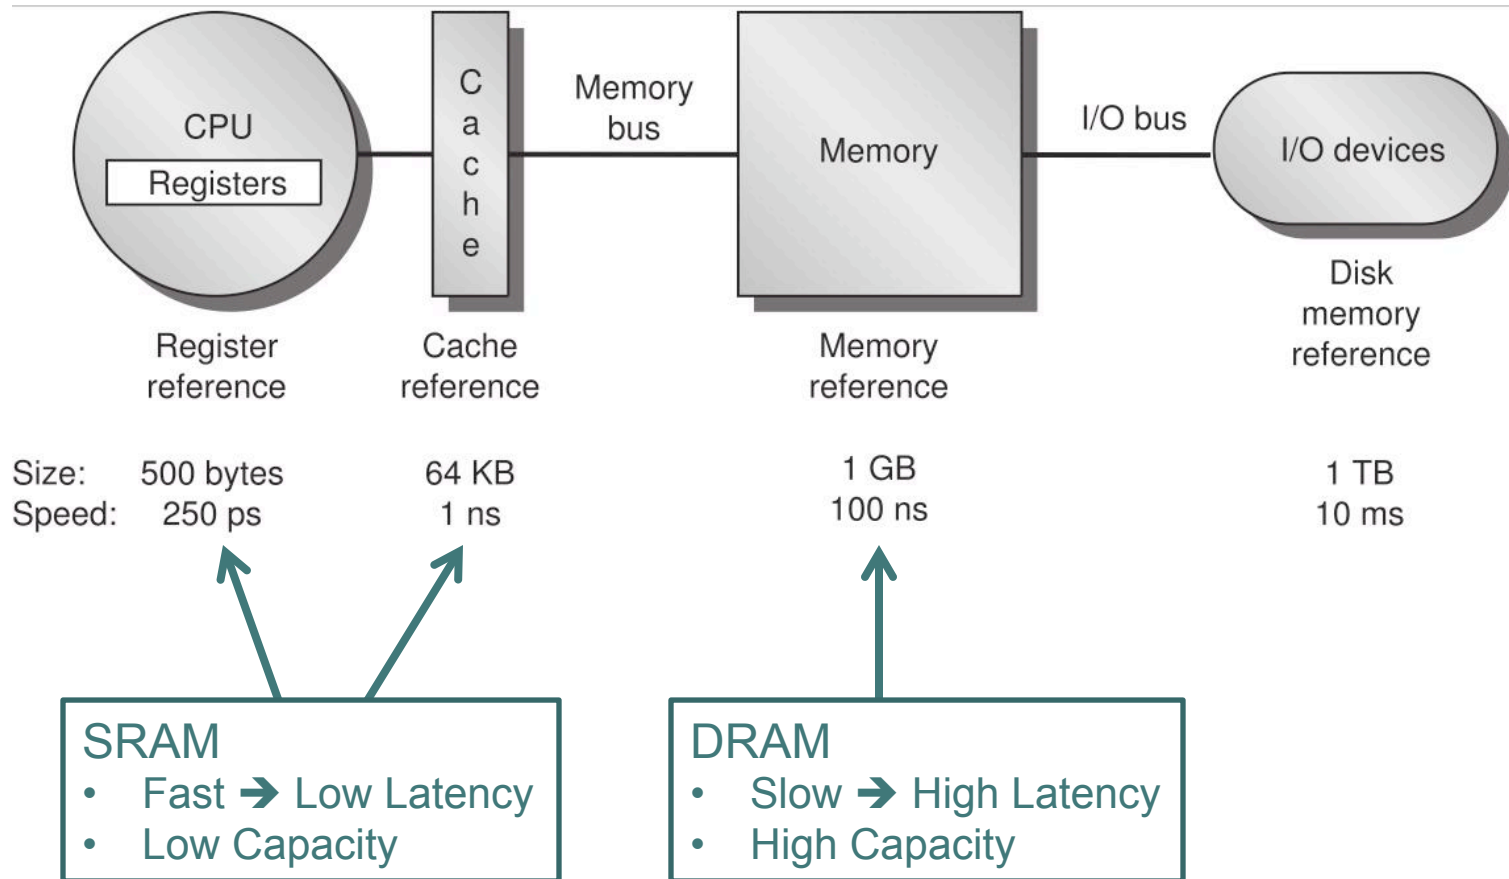 CPU
Registers
Cache
Memory
bus
Memory
I/O bus
I/O devices
Register
reference
Cache
reference
Memory
reference
Disk
memory
reference
Size: 500 bytes 64 KB 1 GB 1 TB
Speed: 250 ps 1 ns 100 ns 10 ms
SRAM
• Fast ➔ Low Latency
• Low Capacity
DRAM
• Slow ➔ High Latency
• High Capacity